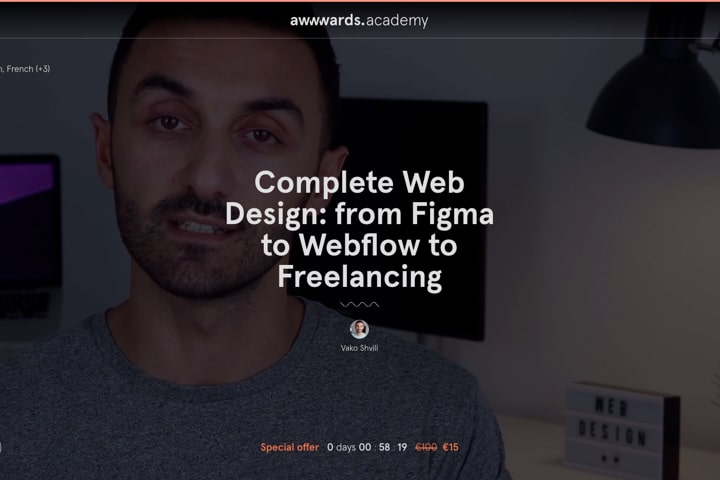 awwwards.academy
, French (+3)
Complete Web
Design: from Figma
to Webflow to
Freelancing
Vako Shvili
WEB
DESIGN
Special offer 0 days 00 : 58 : 19 €100 €15